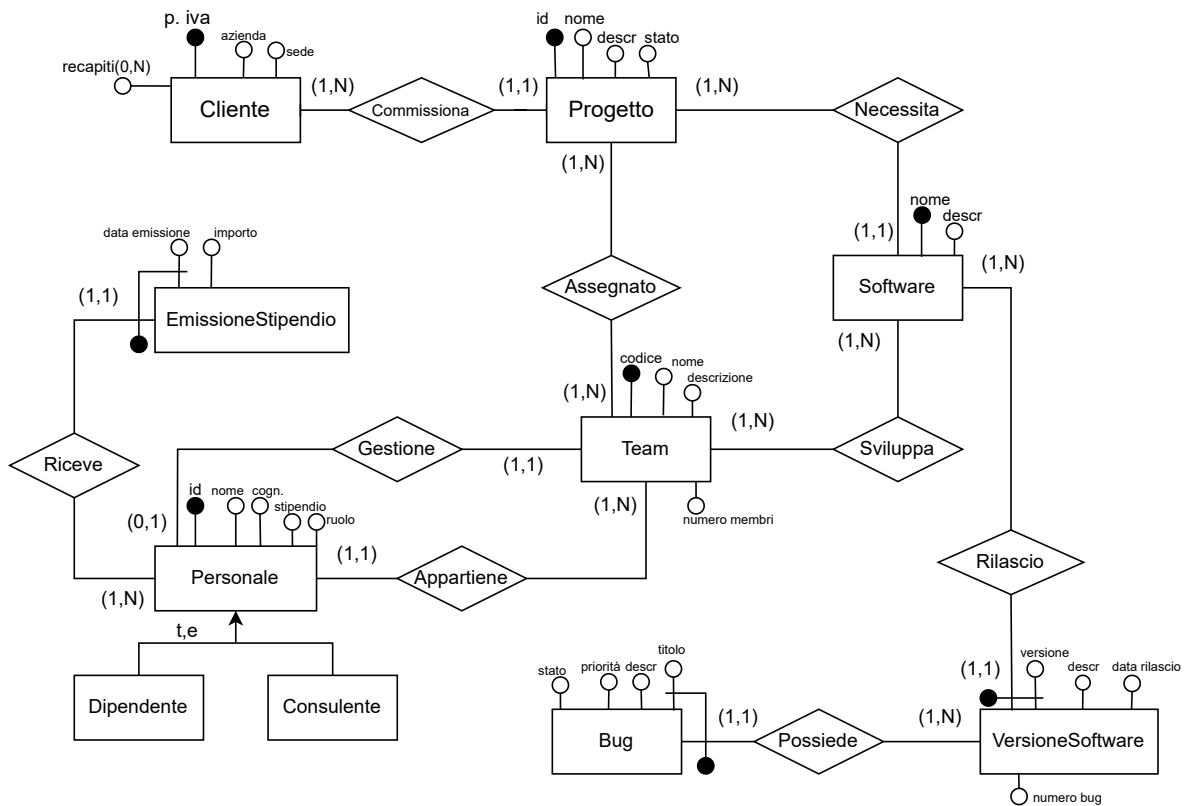 p. iva
azienda
sede
recapiti(0,N)
Cliente
(1,N)
Commissiona
(1,1)
id
nome
descr
stato
Progetto
(1,N)
(1,N)
Necessita
(1,1)
nome
descr
Software
(1,N)
(1,N)
Assegnato
(1,N)
data emissione
importo
(1,1)
EmissioneStipendio
codice
nome
descrizione
Team
(1,N)
Sviluppa
numero membri
(1,N)
Gestione
(1,1)
(0,1)
Riceve
id
nome
cogn.
stipendio
ruolo
Personale
(1,N)
(1,1)
Appartiene
t,e
Dipendente
Consulente
Rilascio
(1,1)
versione
descr
data rilascio
VersioneSoftware
numero bug
(1,N)
Possiede
(1,1)
stato
priorità
descr
titolo
Bug